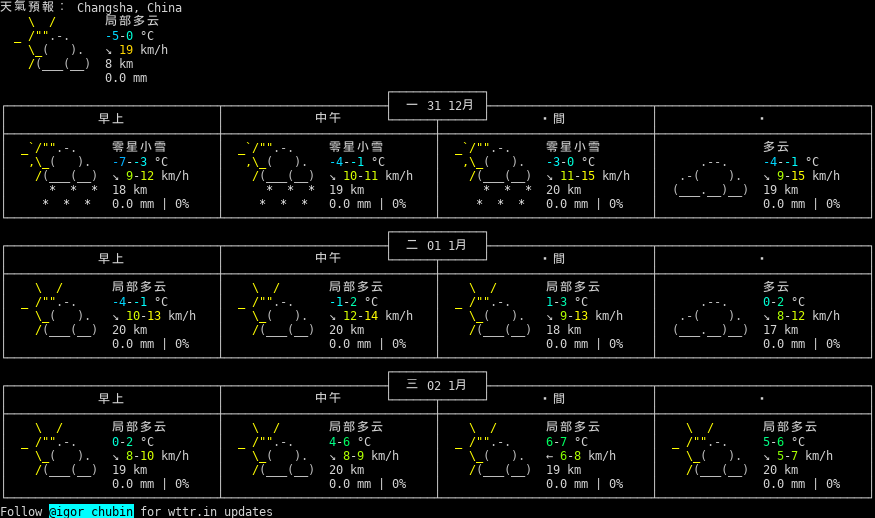 天氣預報： Changsha, China
局部多云
-5-0 °C
↘ 19 km/h
8 km
0.0 mm
一 31 12月
早上 中午 ·間 ·
零星小雪 零星小雪 零星小雪 多云
-7--3 °C -4--1 °C -3-0 °C -4--1 °C
↘ 9-12 km/h ↘ 10-11 km/h ↘ 11-15 km/h ↘ 9-15 km/h
18 km 19 km 20 km 19 km
0.0 mm | 0% 0.0 mm | 0% 0.0 mm | 0% 0.0 mm | 0%
二 01 1月
早上 中午 ·間 ·
局部多云 局部多云 局部多云 多云
-4--1 °C -1-2 °C 1-3 °C 0-2 °C
↘ 10-13 km/h ↘ 12-14 km/h ↘ 9-13 km/h ↘ 8-12 km/h
20 km 20 km 18 km 17 km
0.0 mm | 0% 0.0 mm | 0% 0.0 mm | 0% 0.0 mm | 0%
三 02 1月
早上 中午 ·間 ·
局部多云 局部多云 局部多云 局部多云
0-2 °C 4-6 °C 6-7 °C 5-6 °C
↘ 8-10 km/h ↘ 8-9 km/h ← 6-8 km/h ↘ 5-7 km/h
19 km 20 km 19 km 20 km
0.0 mm | 0% 0.0 mm | 0% 0.0 mm | 0% 0.0 mm | 0%
Follow @igor_chubin for wttr.in updates